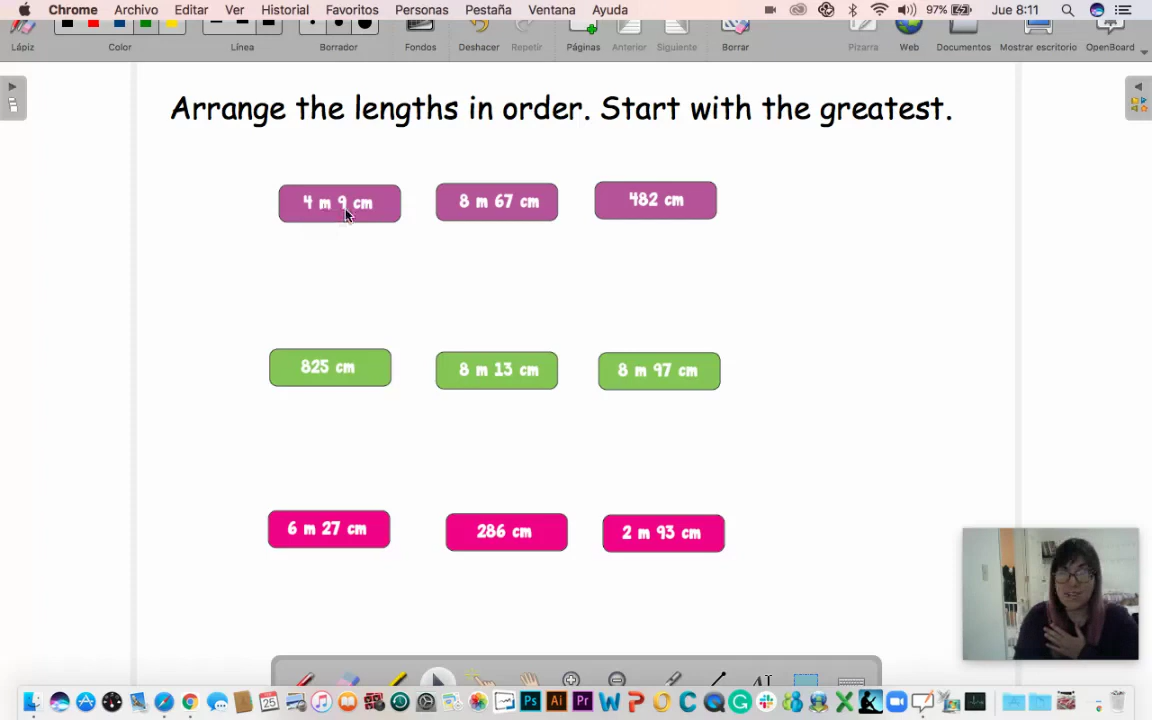 Chrome Archivo Editar Ver Historial Favoritos Personas Pestaña Ventana Ayuda 97% Jue 8:11
Lápiz Color Línea Borrador Fondos Deshacer Repetir Páginas Anterior Siguiente Borrar Pizarra Web Documentos Mostrar escritorio OpenBoard
Arrange the lengths in order. Start with the greatest.
4 m 9 cm 8 m 67 cm 482 cm
825 cm 8 m 13 cm 8 m 97 cm
6 m 27 cm 286 cm 2 m 93 cm